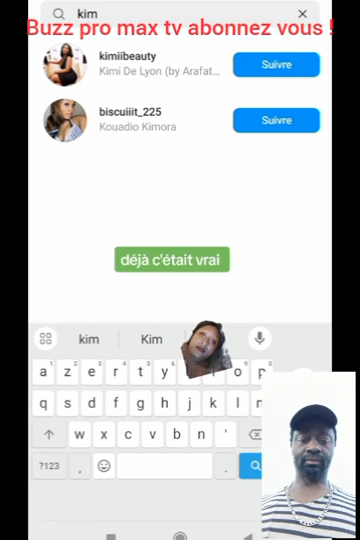 kim
Buzz pro max tv abonnez vous !
kimiibeauty
Kimi De Lyon (by Arafat...
Suivre
biscuiiit_225
Kouadio Kimora
Suivre
déjà c'était vrai
kim Kim
a z e r t y o p
q s d f g h j k l
w x c v b n '
?123 , .